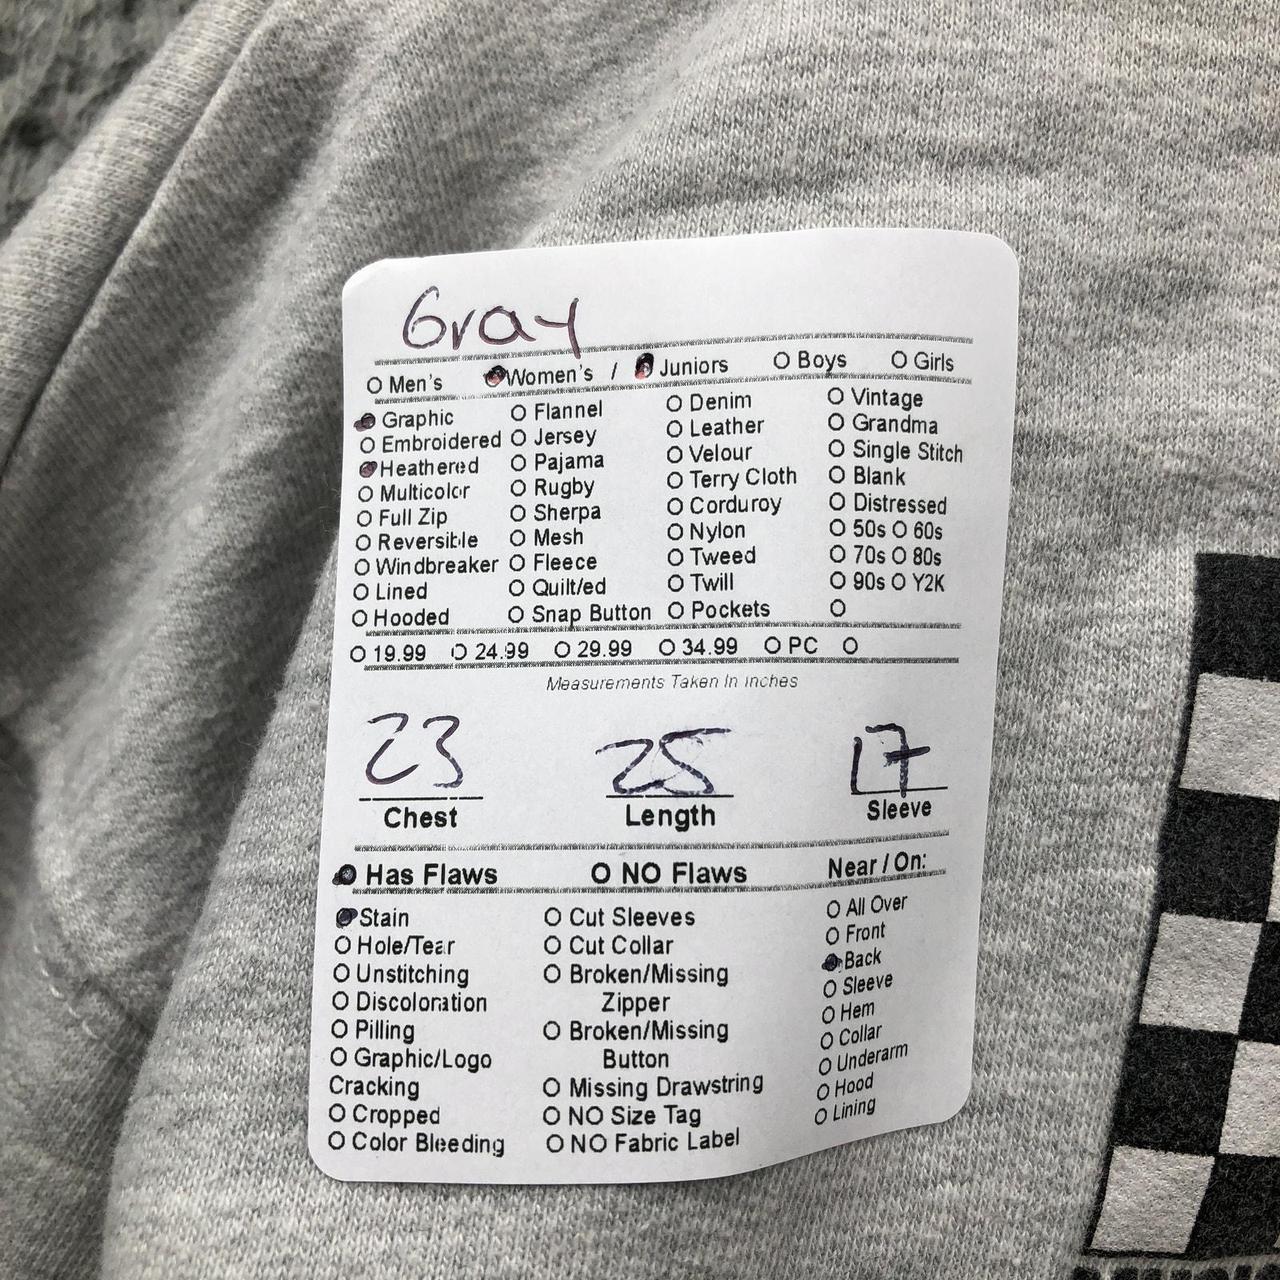 Gray
O Men's Women's / Juniors O Boys O Girls
Graphic O Flannel O Denim O Vintage
O Embroidered O Jersey O Leather O Grandma
Heathered O Pajama O Velour O Single Stitch
O Multicolor O Rugby O Terry Cloth O Blank
O Full Zip O Sherpa O Corduroy O Distressed
O Reversible O Mesh O Nylon O 50s O 60s
O Windbreaker O Fleece O Tweed O 70s O 80s
O Lined O Quilt/ed O Twill O 90s O Y2K
O Hooded O Snap Button O Pockets O
O 19.99 O 24.99 O 29.99 O 34.99 O PC O
Measurements Taken In Inches
23 25 17
Chest Length Sleeve
Has Flaws O NO Flaws Near / On:
Stain O Cut Sleeves O All Over
O Hole/Tear O Cut Collar O Front
O Unstitching O Broken/Missing Back
O Discoloration Zipper O Sleeve
O Pilling O Broken/Missing O Hem
O Graphic/Logo Button O Collar
Cracking O Missing Drawstring O Underarm
O Cropped O NO Size Tag O Hood
O Color Bleeding O NO Fabric Label O Lining